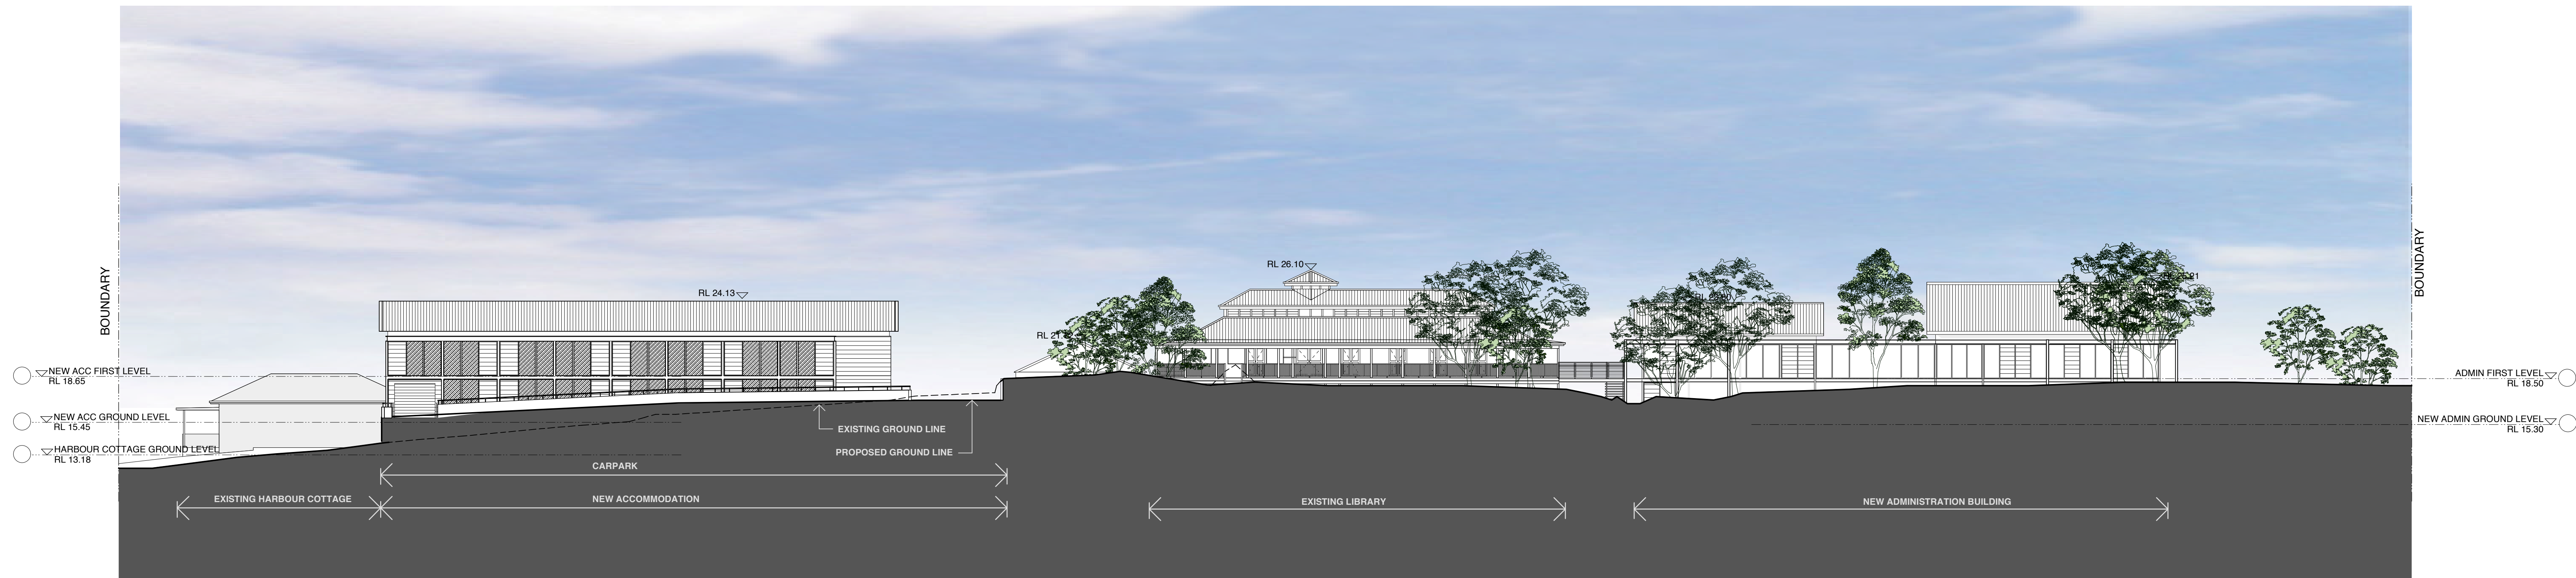 BOUNDARY
BOUNDARY
RL 26.10
RL 24.13
NEW ACC FIRST LEVEL
RL 18.65
NEW ACC GROUND LEVEL
RL 15.45
HARBOUR COTTAGE GROUND LEVEL
RL 13.18
ADMIN FIRST LEVEL
RL 18.50
NEW ADMIN GROUND LEVEL
RL 15.30
EXISTING GROUND LINE
PROPOSED GROUND LINE
CARPARK
EXISTING HARBOUR COTTAGE
NEW ACCOMMODATION
EXISTING LIBRARY
NEW ADMINISTRATION BUILDING